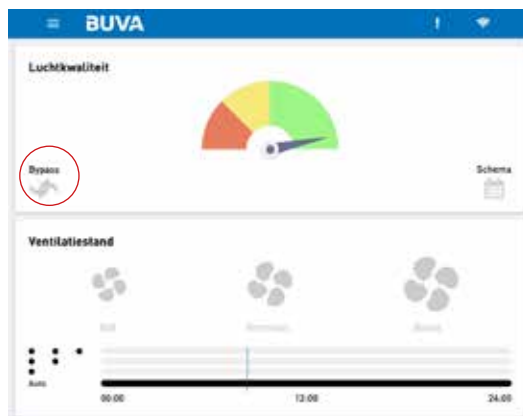 BUVA
Luchtkwaliteit
Bypass
Schema
Ventilatiestand
Auto
00:00
12:00
24:00